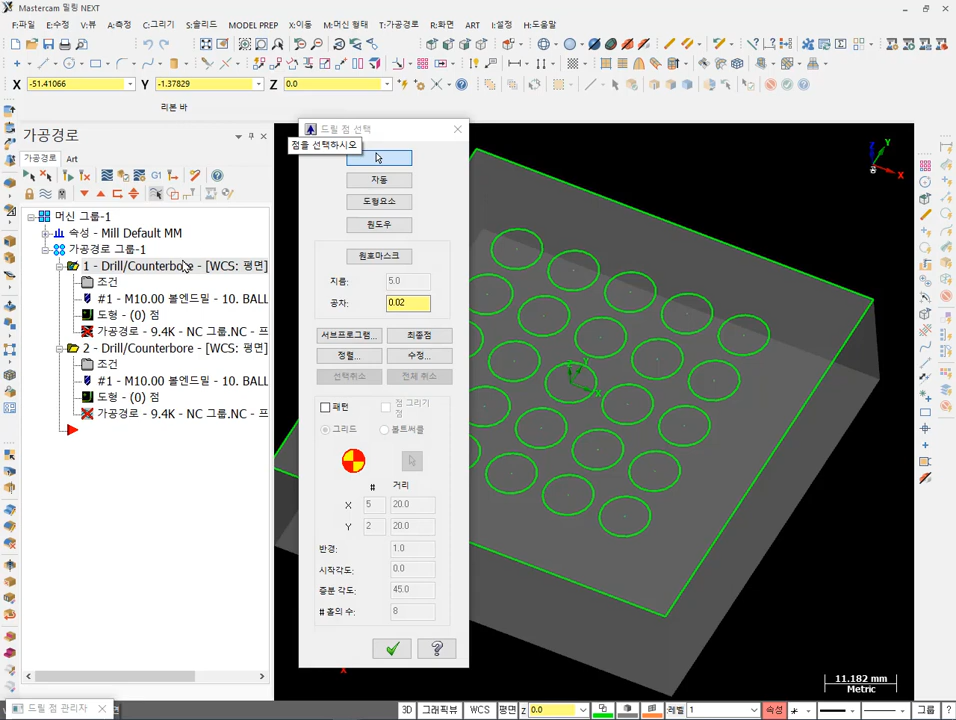 Mastercam 밀링 NEXT
F:파일 E:수정 V:뷰 A:측정 C:그리기 S:솔리드 MODEL PREP X:이동 M:머신 형태 T:가공경로 R:화면 ART I:설정 H:도움말
X -51.41066 Y -1.37829 Z 0.0
리본 바
가공경로
가공경로 Art
머신 그룹-1
속성 - Mill Default MM
가공경로 그룹-1
1 - Drill/Counterbore - [WCS: 평면]
조건
#1 - M10.00 볼엔드밀 - 10. BALL
도형 - (0) 점
가공경로 - 9.4K - NC 그룹.NC - 프
2 - Drill/Counterbore - [WCS: 평면]
조건
#1 - M10.00 볼엔드밀 - 10. BALL
도형 - (0) 점
가공경로 - 9.4K - NC 그룹.NC - 프
드릴 점 선택
점을 선택하시오
자동
도형요소
윈도우
원호마스크
지름: 5.0
공차: 0.02
서브프로그램... 최종점
정렬... 수정...
선택취소 전체 취소
패턴 점 그리기
그리드 볼트써클
# 거리
X 5 20.0
Y 2 20.0
반경: 1.0
시작각도: 0.0
증분 각도: 45.0
# 홀의 수: 8
Y
X
Y
X
11.182 mm
Metric
드릴 점 관리자
3D 그래픽뷰 WCS 평면 Z 0.0 레벨 1 속성 그룹 ?